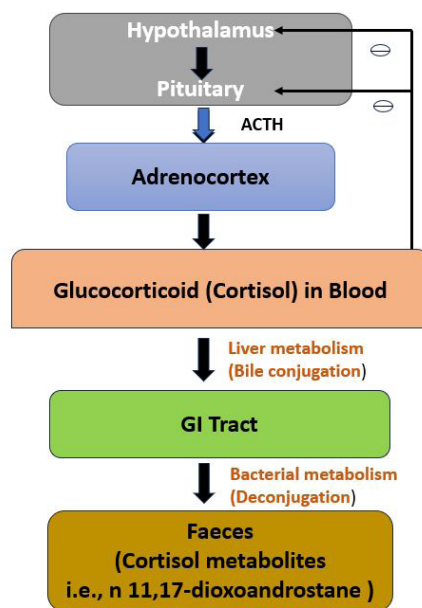 Hypothalamus
Pituitary
ACTH
Adrenocortex
Glucocorticoid (Cortisol) in Blood
Liver metabolism
(Bile conjugation)
GI Tract
Bacterial metabolism
(Deconjugation)
Faeces
(Cortisol metabolites
i.e., n 11,17-dioxoandrostane )